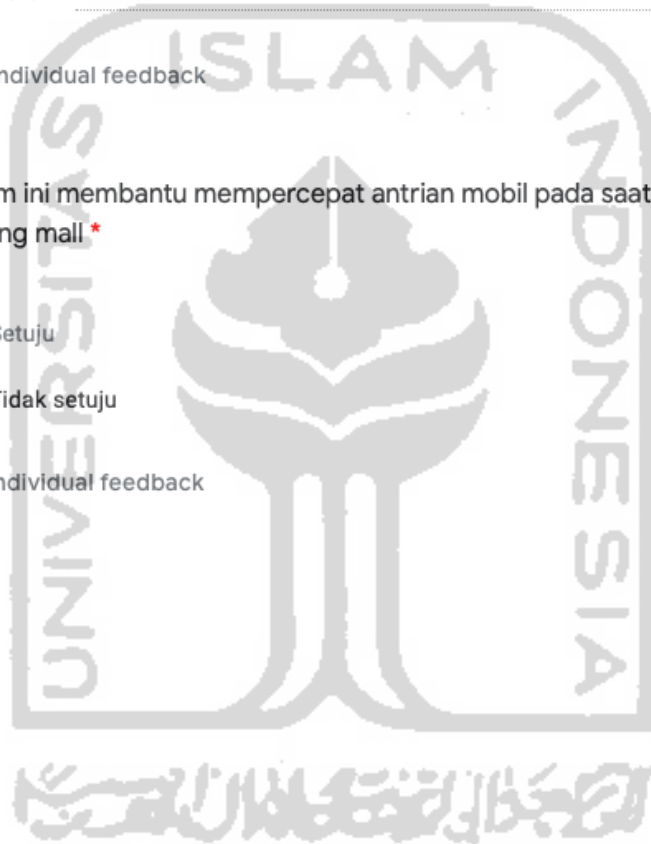 ISLAM
UNIVERSITAS
INDONESIA
ndividual feedback
m ini membantu mempercepat antrian mobil pada saat
ng mall *
Setuju
Tidak setuju
ndividual feedback